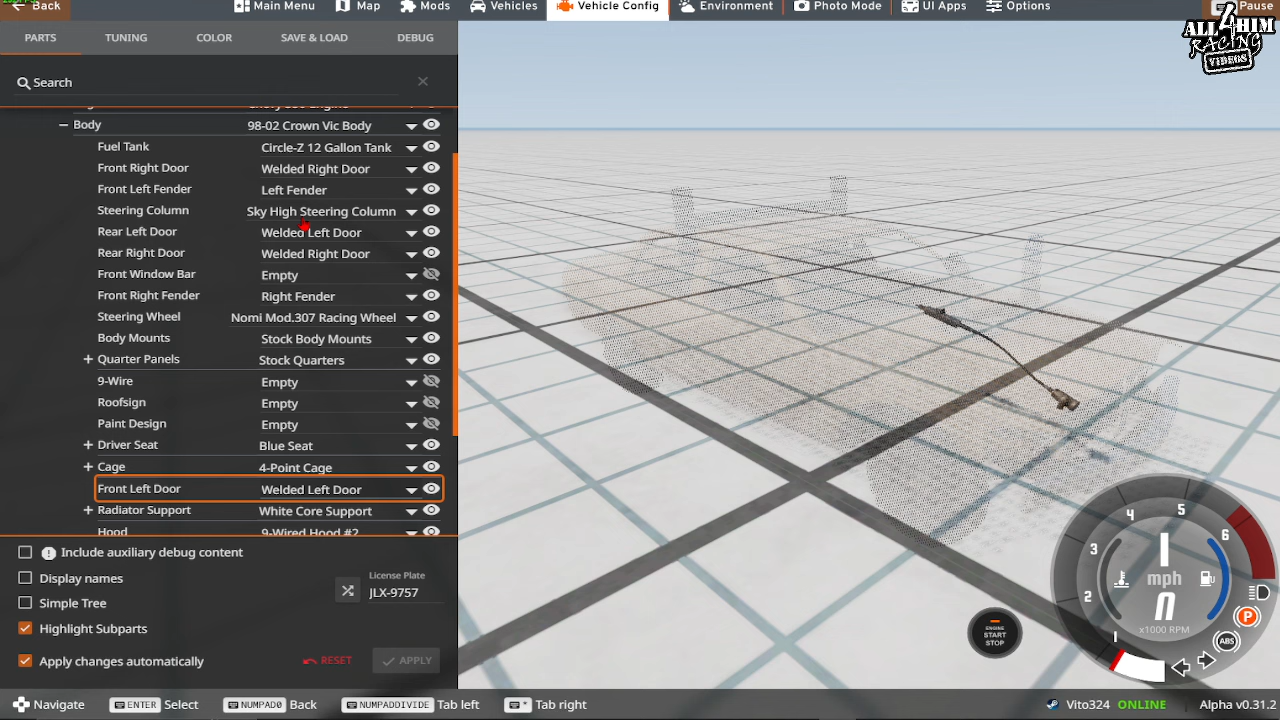 Back
Main Menu
Map
Mods
Vehicles
Vehicle Config
Environment
Photo Mode
UI Apps
Options
Pause
ALL4HIM
RACING
VIDEOS
PARTS
TUNING
COLOR
SAVE & LOAD
DEBUG
Search
Body 98-02 Crown Vic Body
Fuel Tank Circle-Z 12 Gallon Tank
Front Right Door Welded Right Door
Front Left Fender Left Fender
Steering Column Sky High Steering Column
Rear Left Door Welded Left Door
Rear Right Door Welded Right Door
Front Window Bar Empty
Front Right Fender Right Fender
Steering Wheel Nomi Mod.307 Racing Wheel
Body Mounts Stock Body Mounts
Quarter Panels Stock Quarters
9-Wire Empty
Roofsign Empty
Paint Design Empty
Driver Seat Blue Seat
Cage 4-Point Cage
Front Left Door Welded Left Door
Radiator Support White Core Support
Hood 9-Wired Hood #2
Include auxiliary debug content
Display names
Simple Tree
Highlight Subparts
Apply changes automatically
License Plate
JLX-9757
RESET
APPLY
1
2
3
4
5
6
mph
0
x1000 RPM
P
ABS
ENGINE
START
STOP
Navigate
ENTER Select
NUMPAD0 Back
NUMPADDIVIDE Tab left
* Tab right
Vito324 ONLINE
Alpha v0.31.2